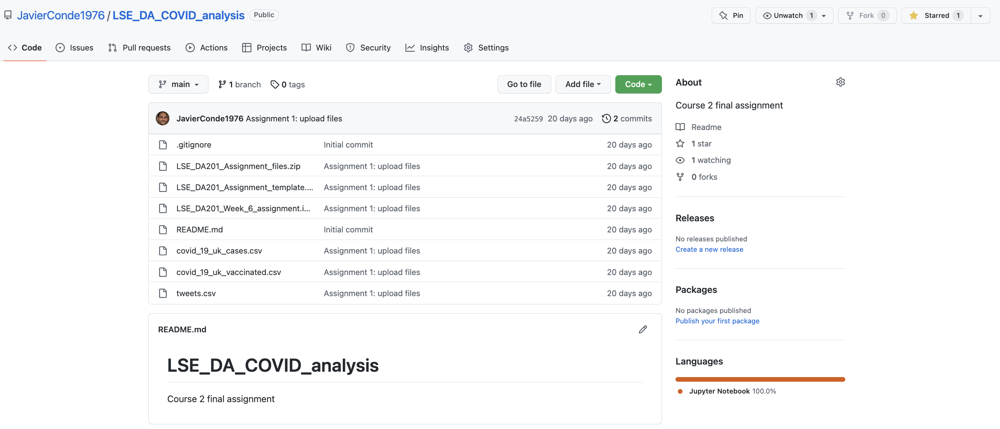 JavierConde1976 / LSE_DA_COVID_analysis Public
Pin Unwatch 1 Fork 0 Starred 1
Code Issues Pull requests Actions Projects Wiki Security Insights Settings
main 1 branch 0 tags Go to file Add file Code
JavierConde1976 Assignment 1: upload files 24a5259 20 days ago 2 commits
.gitignore Initial commit 20 days ago
LSE_DA201_Assignment_files.zip Assignment 1: upload files 20 days ago
LSE_DA201_Assignment_template.... Assignment 1: upload files 20 days ago
LSE_DA201_Week_6_assignment.i... Assignment 1: upload files 20 days ago
README.md Initial commit 20 days ago
covid_19_uk_cases.csv Assignment 1: upload files 20 days ago
covid_19_uk_vaccinated.csv Assignment 1: upload files 20 days ago
tweets.csv Assignment 1: upload files 20 days ago
README.md
LSE_DA_COVID_analysis
Course 2 final assignment
About
Course 2 final assignment
Readme
1 star
1 watching
0 forks
Releases
No releases published
Create a new release
Packages
No packages published
Publish your first package
Languages
Jupyter Notebook 100.0%